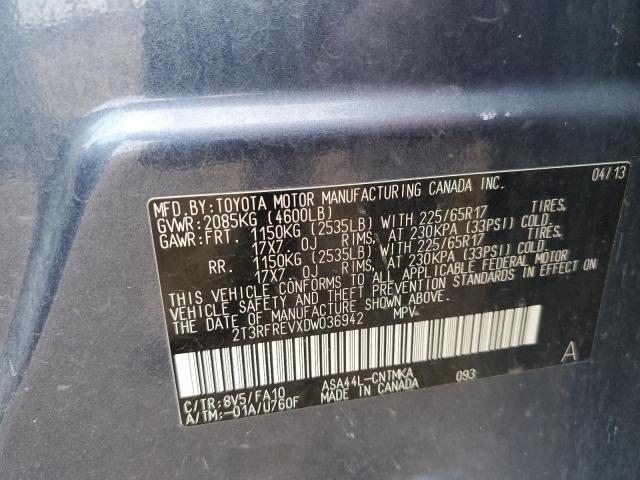 MFD. BY:TOYOTA MOTOR MANUFACTURING CANADA INC. 04/13
GVWR:2085KG (4600LB)
GAWR:FRT. 1150KG (2535LB) WITH 225/65R17 TIRES,
17X7 0J RIMS, AT 230KPA (33PSI) COLD.
RR. 1150KG (2535LB) WITH 225/65R17 TIRES,
17X7 0J RIMS, AT 230KPA (33PSI) COLD.
THIS VEHICLE CONFORMS TO ALL APPLICABLE FEDERAL MOTOR
VEHICLE SAFETY AND THEFT PREVENTION STANDARDS IN EFFECT ON
THE DATE OF MANUFACTURE SHOWN ABOVE.
2T3RFREVXDW036942 MPV
A
C/TR:8V5/FA10 ASA44L-CNTMKA 093
A/TM:-01A/U760F MADE IN CANADA